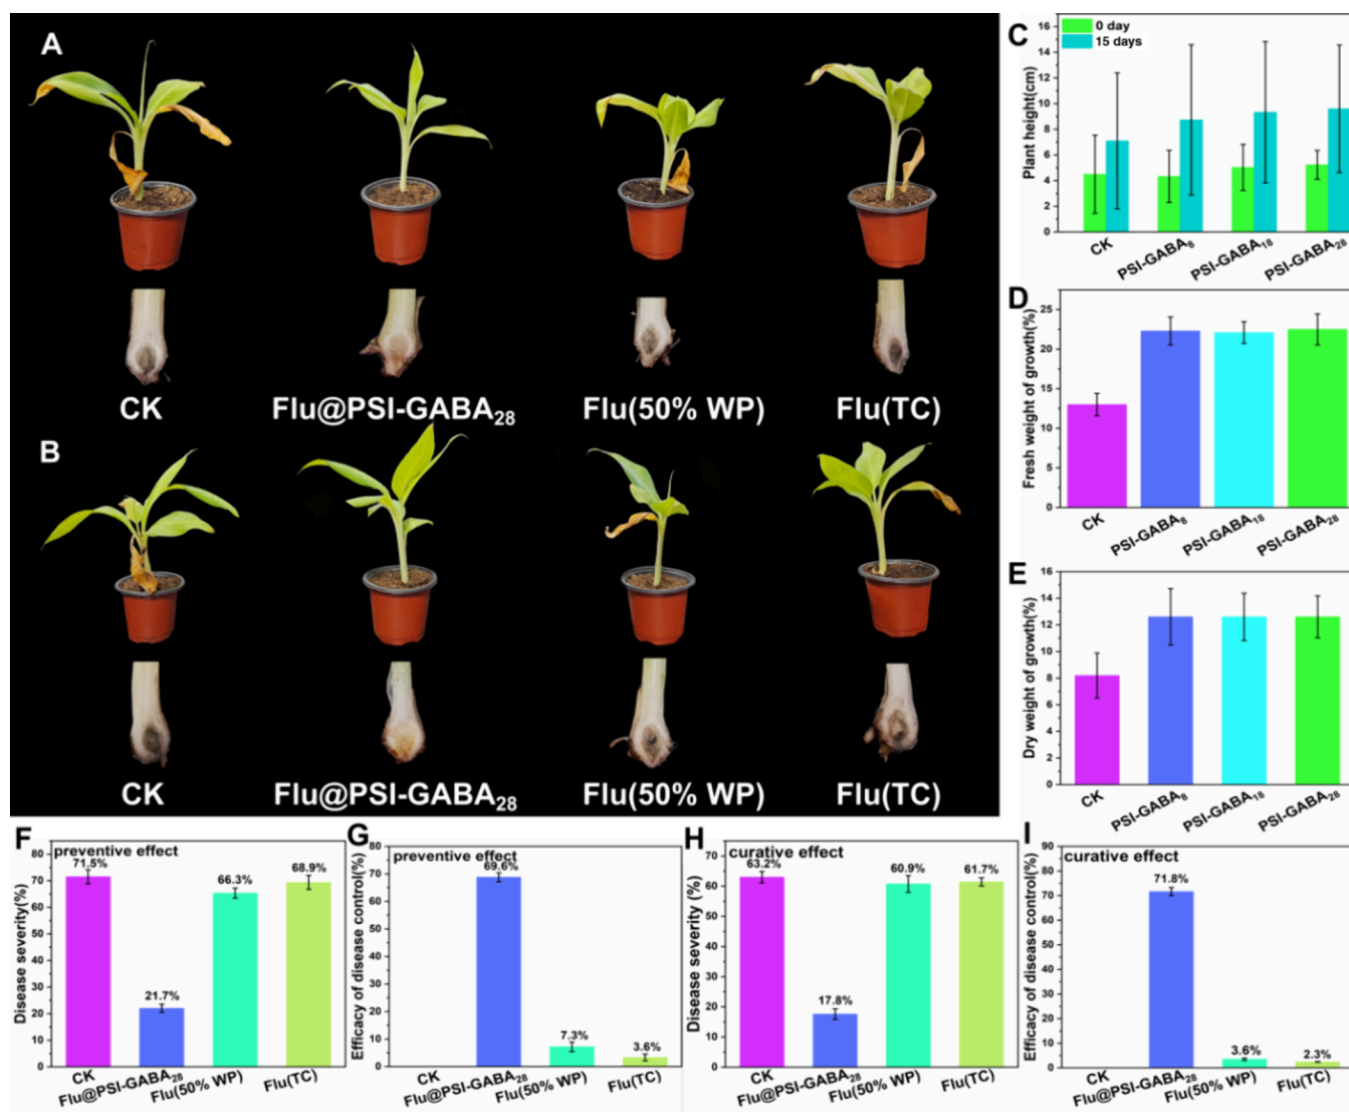 A
CK Flu@PSI-GABA₂₈ Flu(50% WP) Flu(TC)
B
CK Flu@PSI-GABA₂₈ Flu(50% WP) Flu(TC)
C
0 day
15 days
Plant height(cm)
16
14
12
10
8
6
4
2
0
CK PSI-GABA₈ PSI-GABA₁₈ PSI-GABA₂₈
D
Fresh weight of growth(%)
25
20
15
10
5
0
CK PSI-GABA₈ PSI-GABA₁₈ PSI-GABA₂₈
E
Dry weight of growth(%)
16
14
12
10
8
6
4
2
0
CK PSI-GABA₈ PSI-GABA₁₈ PSI-GABA₂₈
F
preventive effect
Disease severity(%)
80
70
60
50
40
30
20
10
0
71.5% 21.7% 66.3% 68.9%
CK Flu@PSI-GABA₂₈ Flu(50% WP) Flu(TC)
G
preventive effect
Efficacy of disease control(%)
80
70
60
50
40
30
20
10
0
69.6% 7.3% 3.6%
CK Flu@PSI-GABA₂₈ Flu(50% WP) Flu(TC)
H
curative effect
Disease severity (%)
70
60
50
40
30
20
10
0
63.2% 17.8% 60.9% 61.7%
CK Flu@PSI-GABA₂₈ Flu(50% WP) Flu(TC)
I
curative effect
Efficacy of disease control(%)
90
80
70
60
50
40
30
20
10
0
71.8% 3.6% 2.3%
CK Flu@PSI-GABA₂₈ Flu(50% WP) Flu(TC)